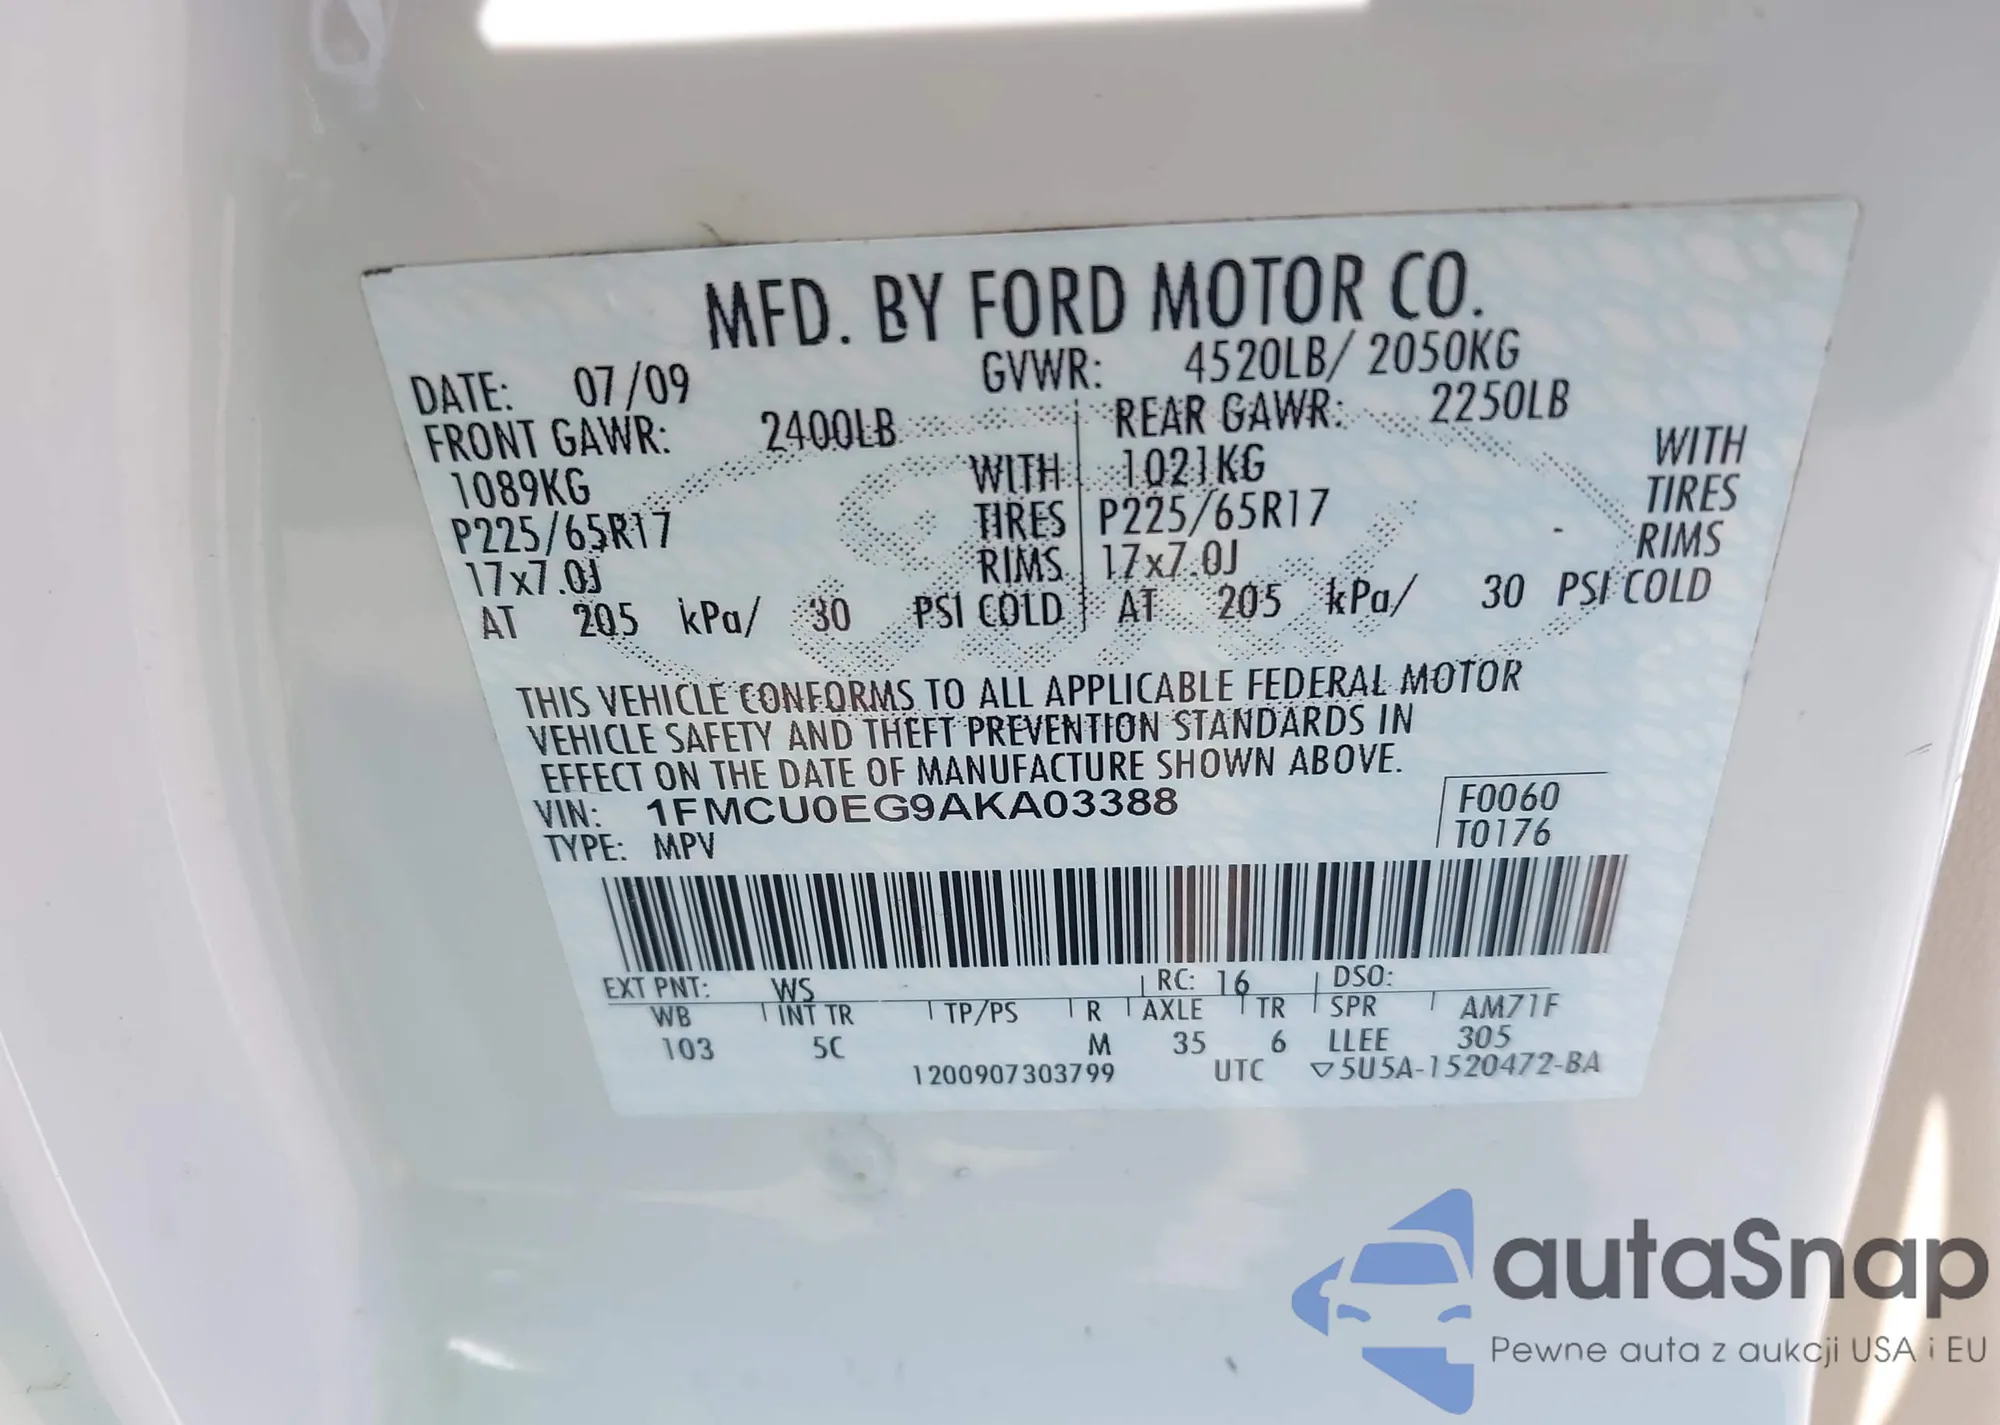 MFD. BY FORD MOTOR CO.
DATE: 07/09 GVWR: 4520LB/ 2050KG
FRONT GAWR: 2400LB REAR GAWR: 2250LB
1089KG WITH 1021KG WITH
P225/65R17 TIRES P225/65R17 TIRES
17x7.0J RIMS 17x7.0J RIMS
AT 205 kPa/ 30 PSI COLD AT 205 kPa/ 30 PSI COLD
THIS VEHICLE CONFORMS TO ALL APPLICABLE FEDERAL MOTOR
VEHICLE SAFETY AND THEFT PREVENTION STANDARDS IN
EFFECT ON THE DATE OF MANUFACTURE SHOWN ABOVE.
VIN: 1FMCU0EG9AKA03388 F0060
TYPE: MPV T0176
EXT PNT: WS RC: 16 DSO:
WB INT TR TP/PS R AXLE TR SPR AM71F
103 5C M 35 6 LLEE 305
1200907303799 UTC ▽5U5A-1520472-BA
autaSnap
Pewne auta z aukcji USA i EU